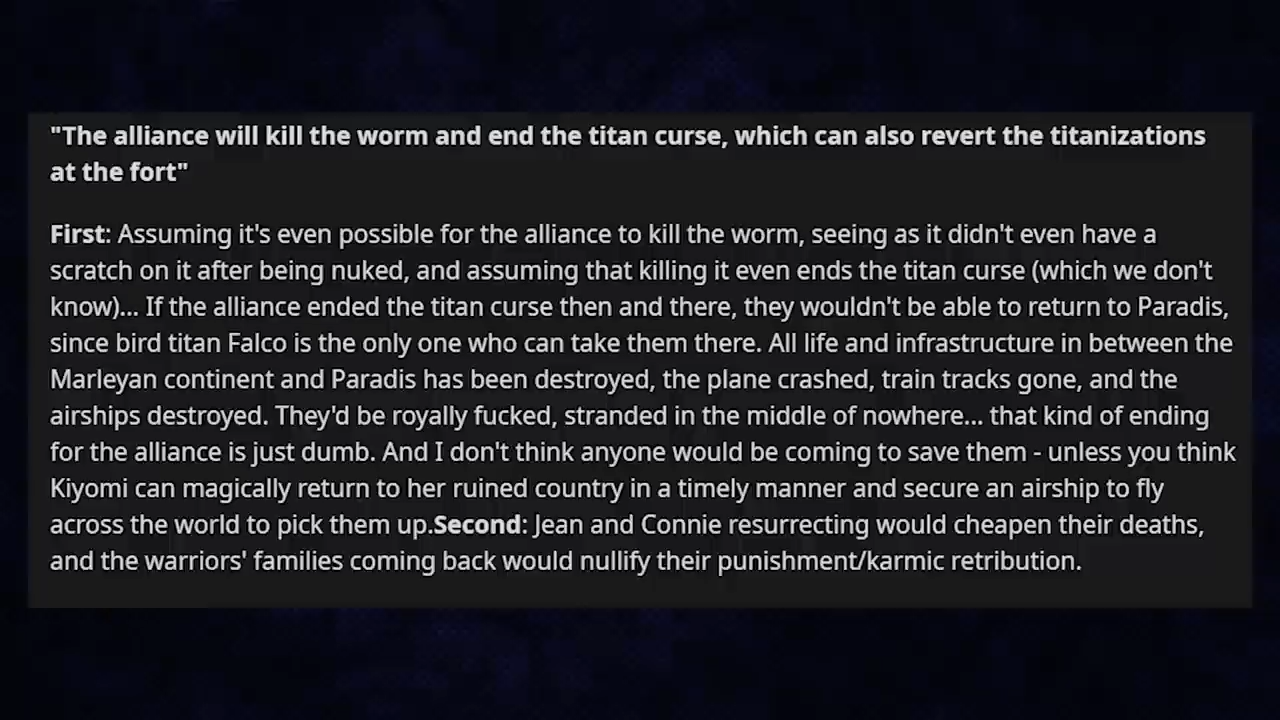 "The alliance will kill the worm and end the titan curse, which can also revert the titanizations
at the fort"
First: Assuming it's even possible for the alliance to kill the worm, seeing as it didn't even have a
scratch on it after being nuked, and assuming that killing it even ends the titan curse (which we don't
know)... If the alliance ended the titan curse then and there, they wouldn't be able to return to Paradis,
since bird titan Falco is the only one who can take them there. All life and infrastructure in between the
Marleyan continent and Paradis has been destroyed, the plane crashed, train tracks gone, and the
airships destroyed. They'd be royally fucked, stranded in the middle of nowhere... that kind of ending
for the alliance is just dumb. And I don't think anyone would be coming to save them - unless you think
Kiyomi can magically return to her ruined country in a timely manner and secure an airship to fly
across the world to pick them up.Second: Jean and Connie resurrecting would cheapen their deaths,
and the warriors' families coming back would nullify their punishment/karmic retribution.